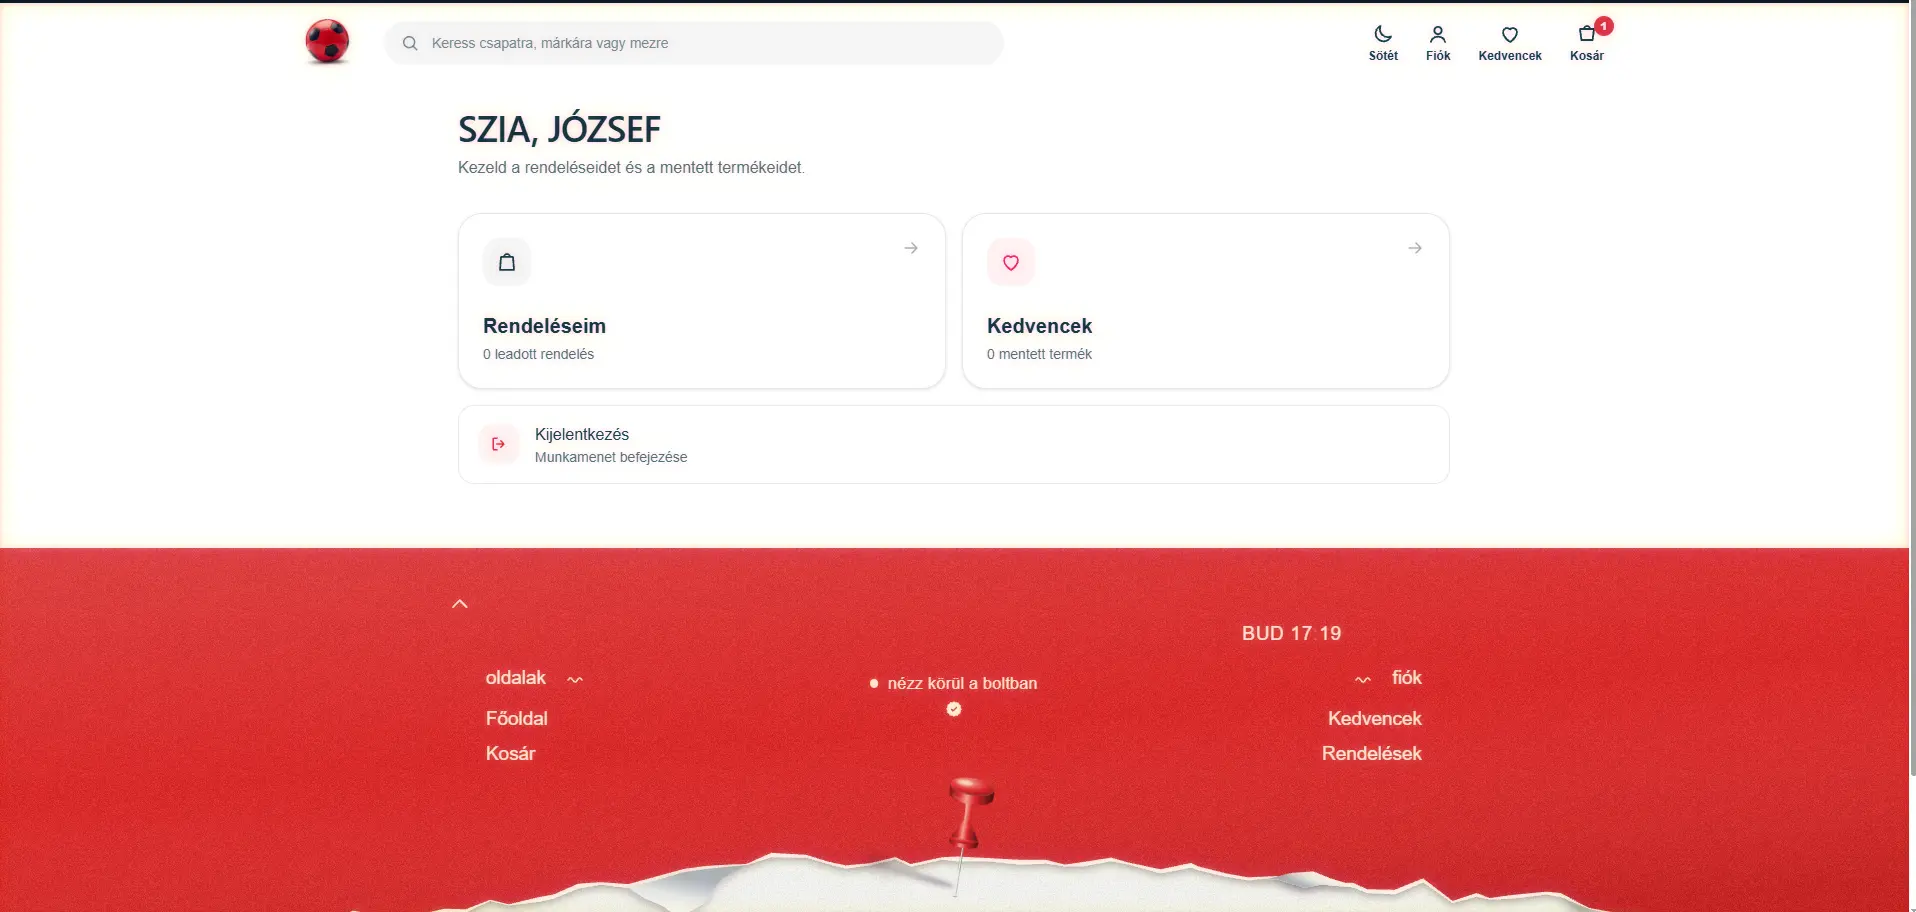 Keress csapatra, márkára vagy mezre
Sötét
Fiók
Kedvencek
1
Kosár
SZIA, JÓZSEF
Kezeld a rendeléseidet és a mentett termékeidet.
Rendeléseim
0 leadott rendelés
Kedvencek
0 mentett termék
Kijelentkezés
Munkamenet befejezése
BUD 17:19
oldalak
Főoldal
Kosár
nézz körül a boltban
fiók
Kedvencek
Rendelések